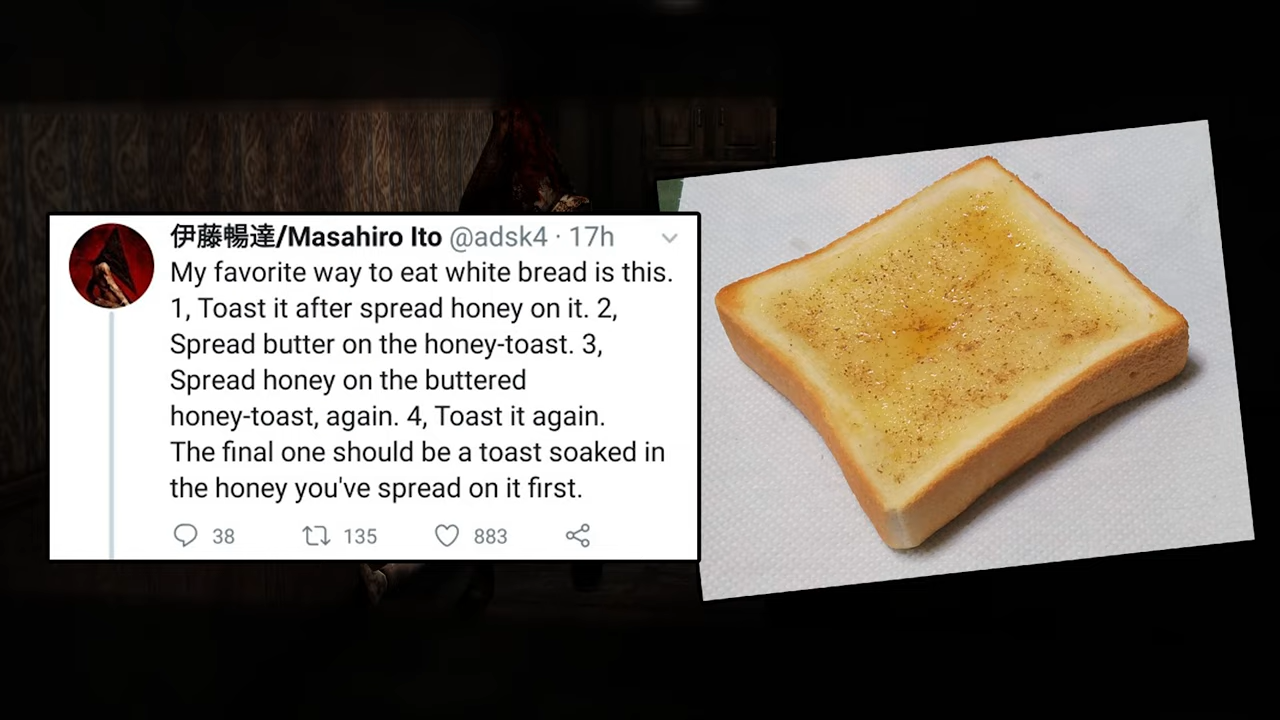 伊藤暢達/Masahiro Ito @adsk4 · 17h
My favorite way to eat white bread is this.
1, Toast it after spread honey on it. 2,
Spread butter on the honey-toast. 3,
Spread honey on the buttered
honey-toast, again. 4, Toast it again.
The final one should be a toast soaked in
the honey you've spread on it first.
38 135 883